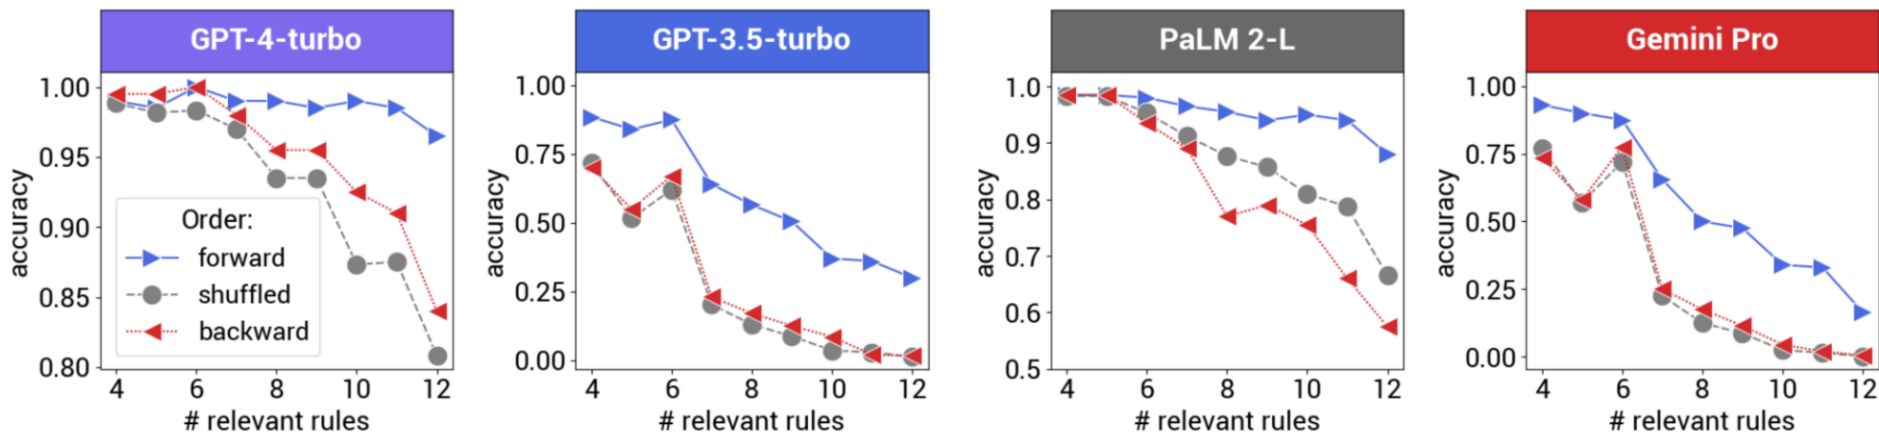 GPT-4-turbo
accuracy
1.00
0.95
0.90
0.85
0.80
Order:
forward
shuffled
backward
4 6 8 10 12
# relevant rules
GPT-3.5-turbo
accuracy
1.00
0.75
0.50
0.25
0.00
4 6 8 10 12
# relevant rules
PaLM 2-L
accuracy
1.0
0.9
0.8
0.7
0.6
0.5
4 6 8 10 12
# relevant rules
Gemini Pro
accuracy
1.00
0.75
0.50
0.25
0.00
4 6 8 10 12
# relevant rules